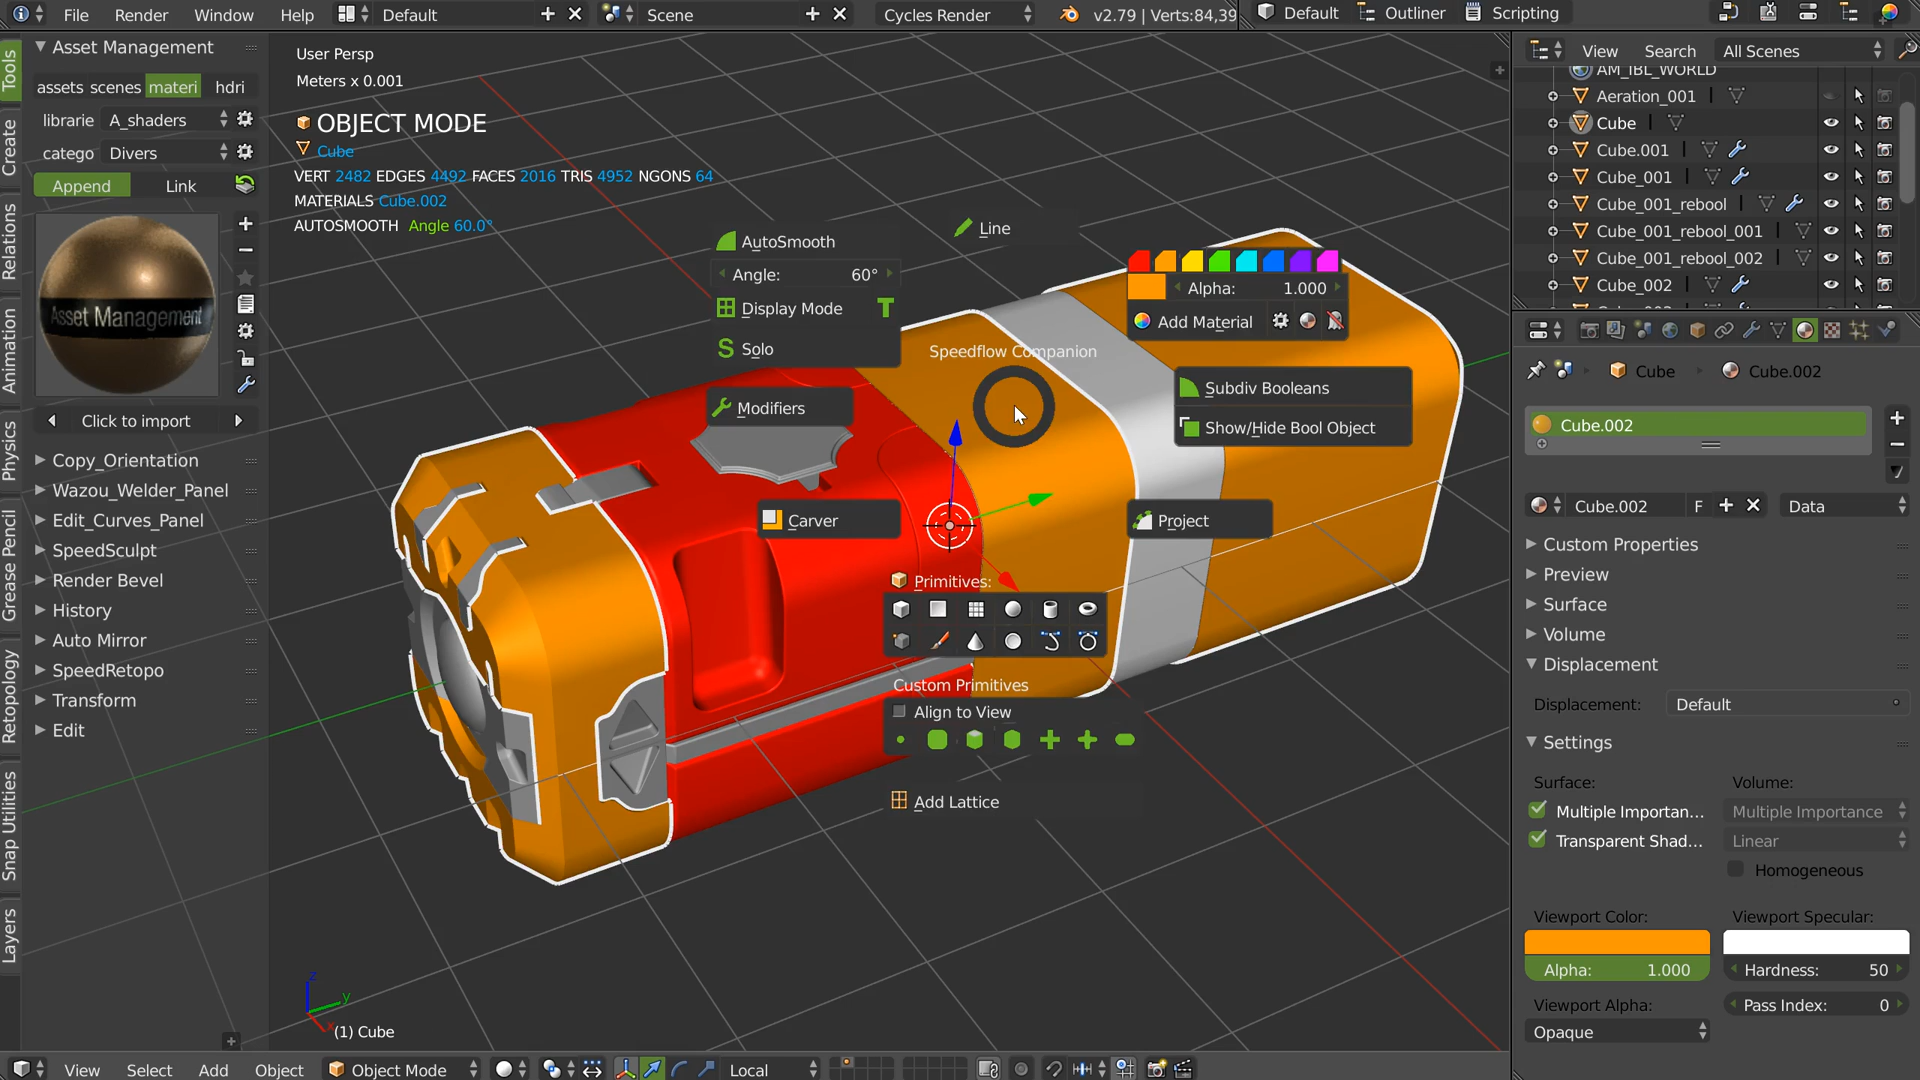 File Render Window Help Default Scene Cycles Render v2.79 | Verts:84,39 Default Outliner Scripting
Tools
Create
Relations
Animation
Physics
Grease Pencil
Retopology
Snap Utilities
Layers
Asset Management
assets scenes materi hdri
librarie A_shaders
catego Divers
Append Link
Asset Management
Click to import
Copy_Orientation
Wazou_Welder_Panel
Edit_Curves_Panel
SpeedSculpt
Render Bevel
History
Auto Mirror
SpeedRetopo
Transform
Edit
User Persp
Meters x 0.001
OBJECT MODE
Cube
VERT 2482 EDGES 4492 FACES 2016 TRIS 4952 NGONS 64
MATERIALS Cube.002
AUTOSMOOTH Angle 60.0°
AutoSmooth
Angle: 60°
Display Mode
Solo
Modifiers
Carver
Line
Speedflow Companion
Alpha: 1.000
Add Material
Subdiv Booleans
Show/Hide Bool Object
Project
Primitives:
Custom Primitives
Align to View
Add Lattice
z
y
x
(1) Cube
View Select Add Object Object Mode Local
View Search All Scenes
AM_IBL_WORLD
Aeration_001
Cube
Cube.001
Cube_001
Cube_001_rebool
Cube_001_rebool_001
Cube_001_rebool_002
Cube_002
Cube Cube.002
Cube.002
Cube.002 F Data
Custom Properties
Preview
Surface
Volume
Displacement
Displacement: Default
Settings
Surface: Volume:
Multiple Importan... Multiple Importance
Transparent Shad... Linear
Homogeneous
Viewport Color: Viewport Specular:
Alpha: 1.000 Hardness: 50
Viewport Alpha: Pass Index: 0
Opaque